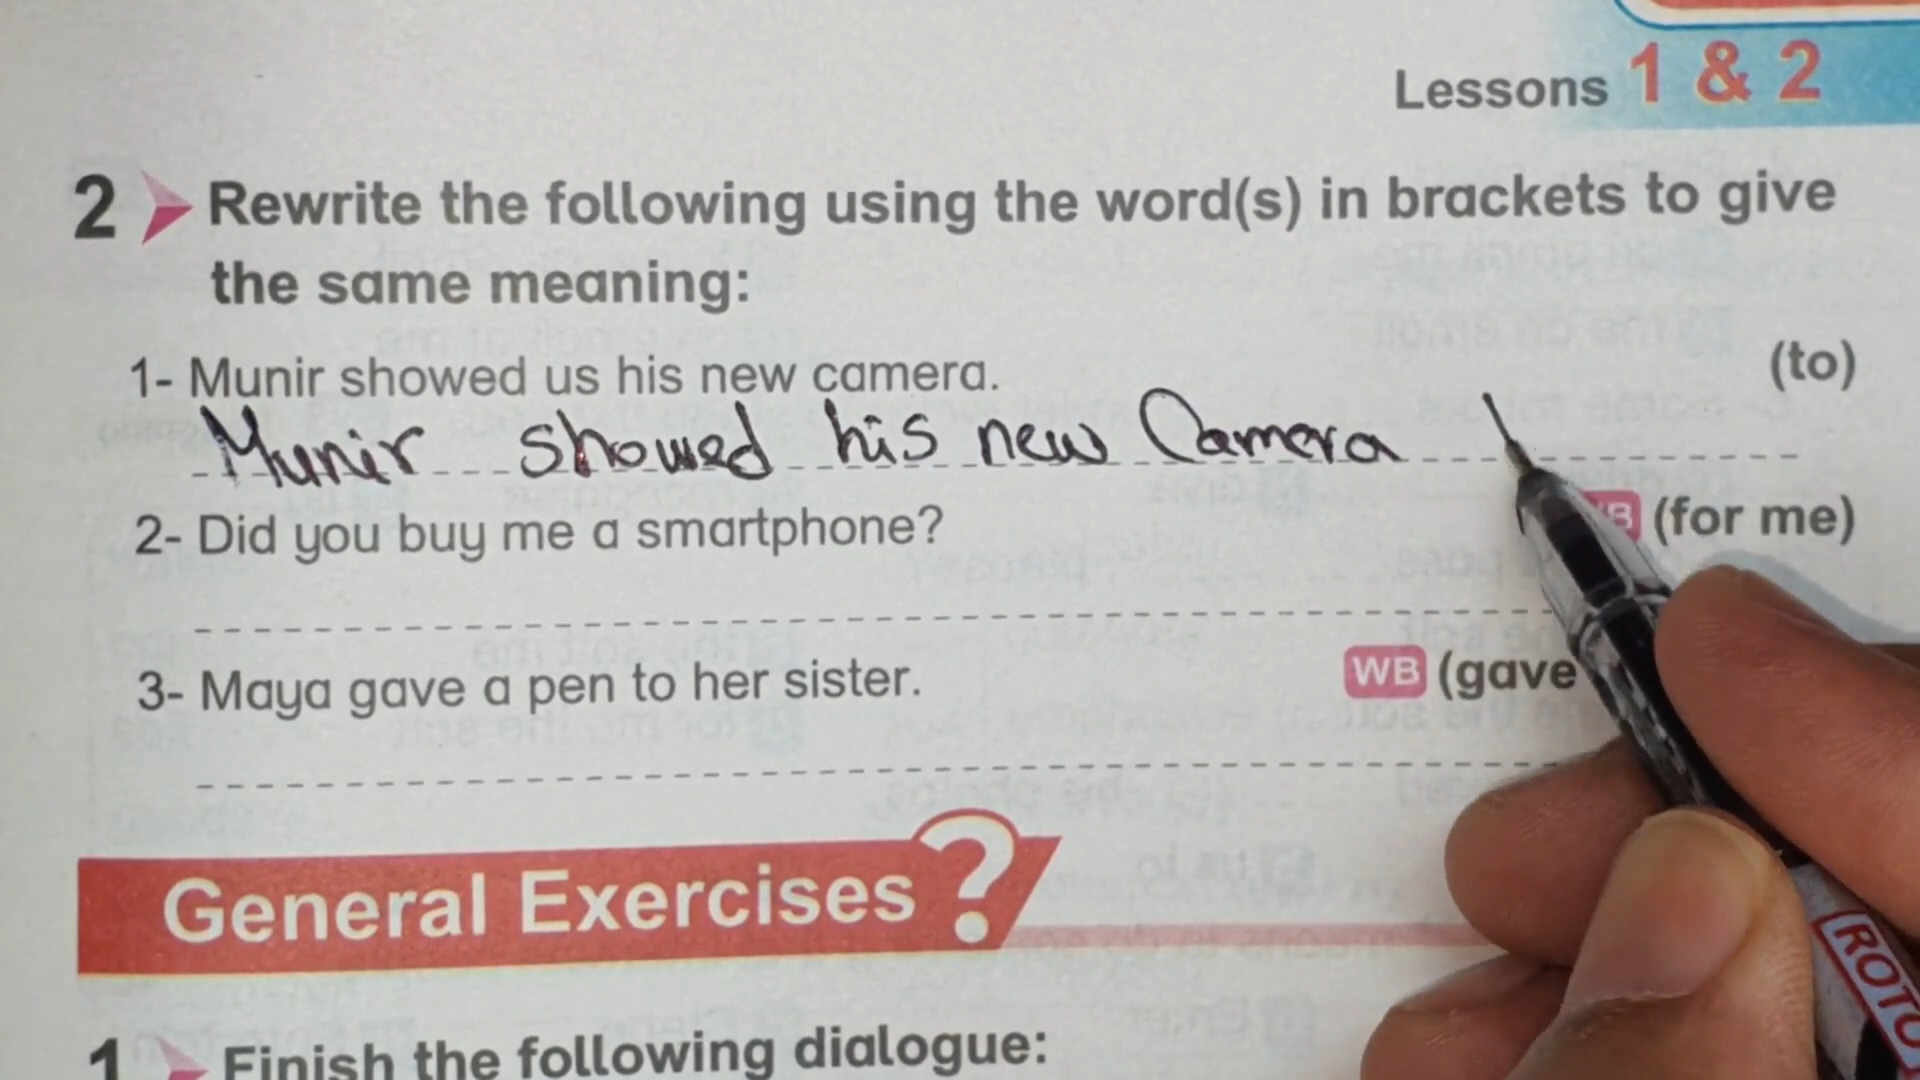 Lessons 1 & 2
2 Rewrite the following using the word(s) in brackets to give
the same meaning:
1- Munir showed us his new camera. (to)
Munir showed his new Camera
2- Did you buy me a smartphone? (for me)
3- Maya gave a pen to her sister. WB (gave
General Exercises ?
1 Finish the following dialogue: